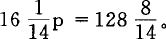 16 1/14 p = 128 8/14。